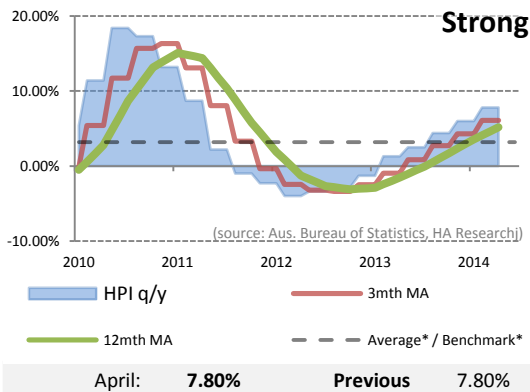 Strong
20.00%
10.00%
0.00%
-10.00%
(source: Aus. Bureau of Statistics, HA Researchj)
2010 2011 2012 2013 2014
HPI q/y 3mth MA
12mth MA Average* / Benchmark*
April: 7.80% Previous 7.80%